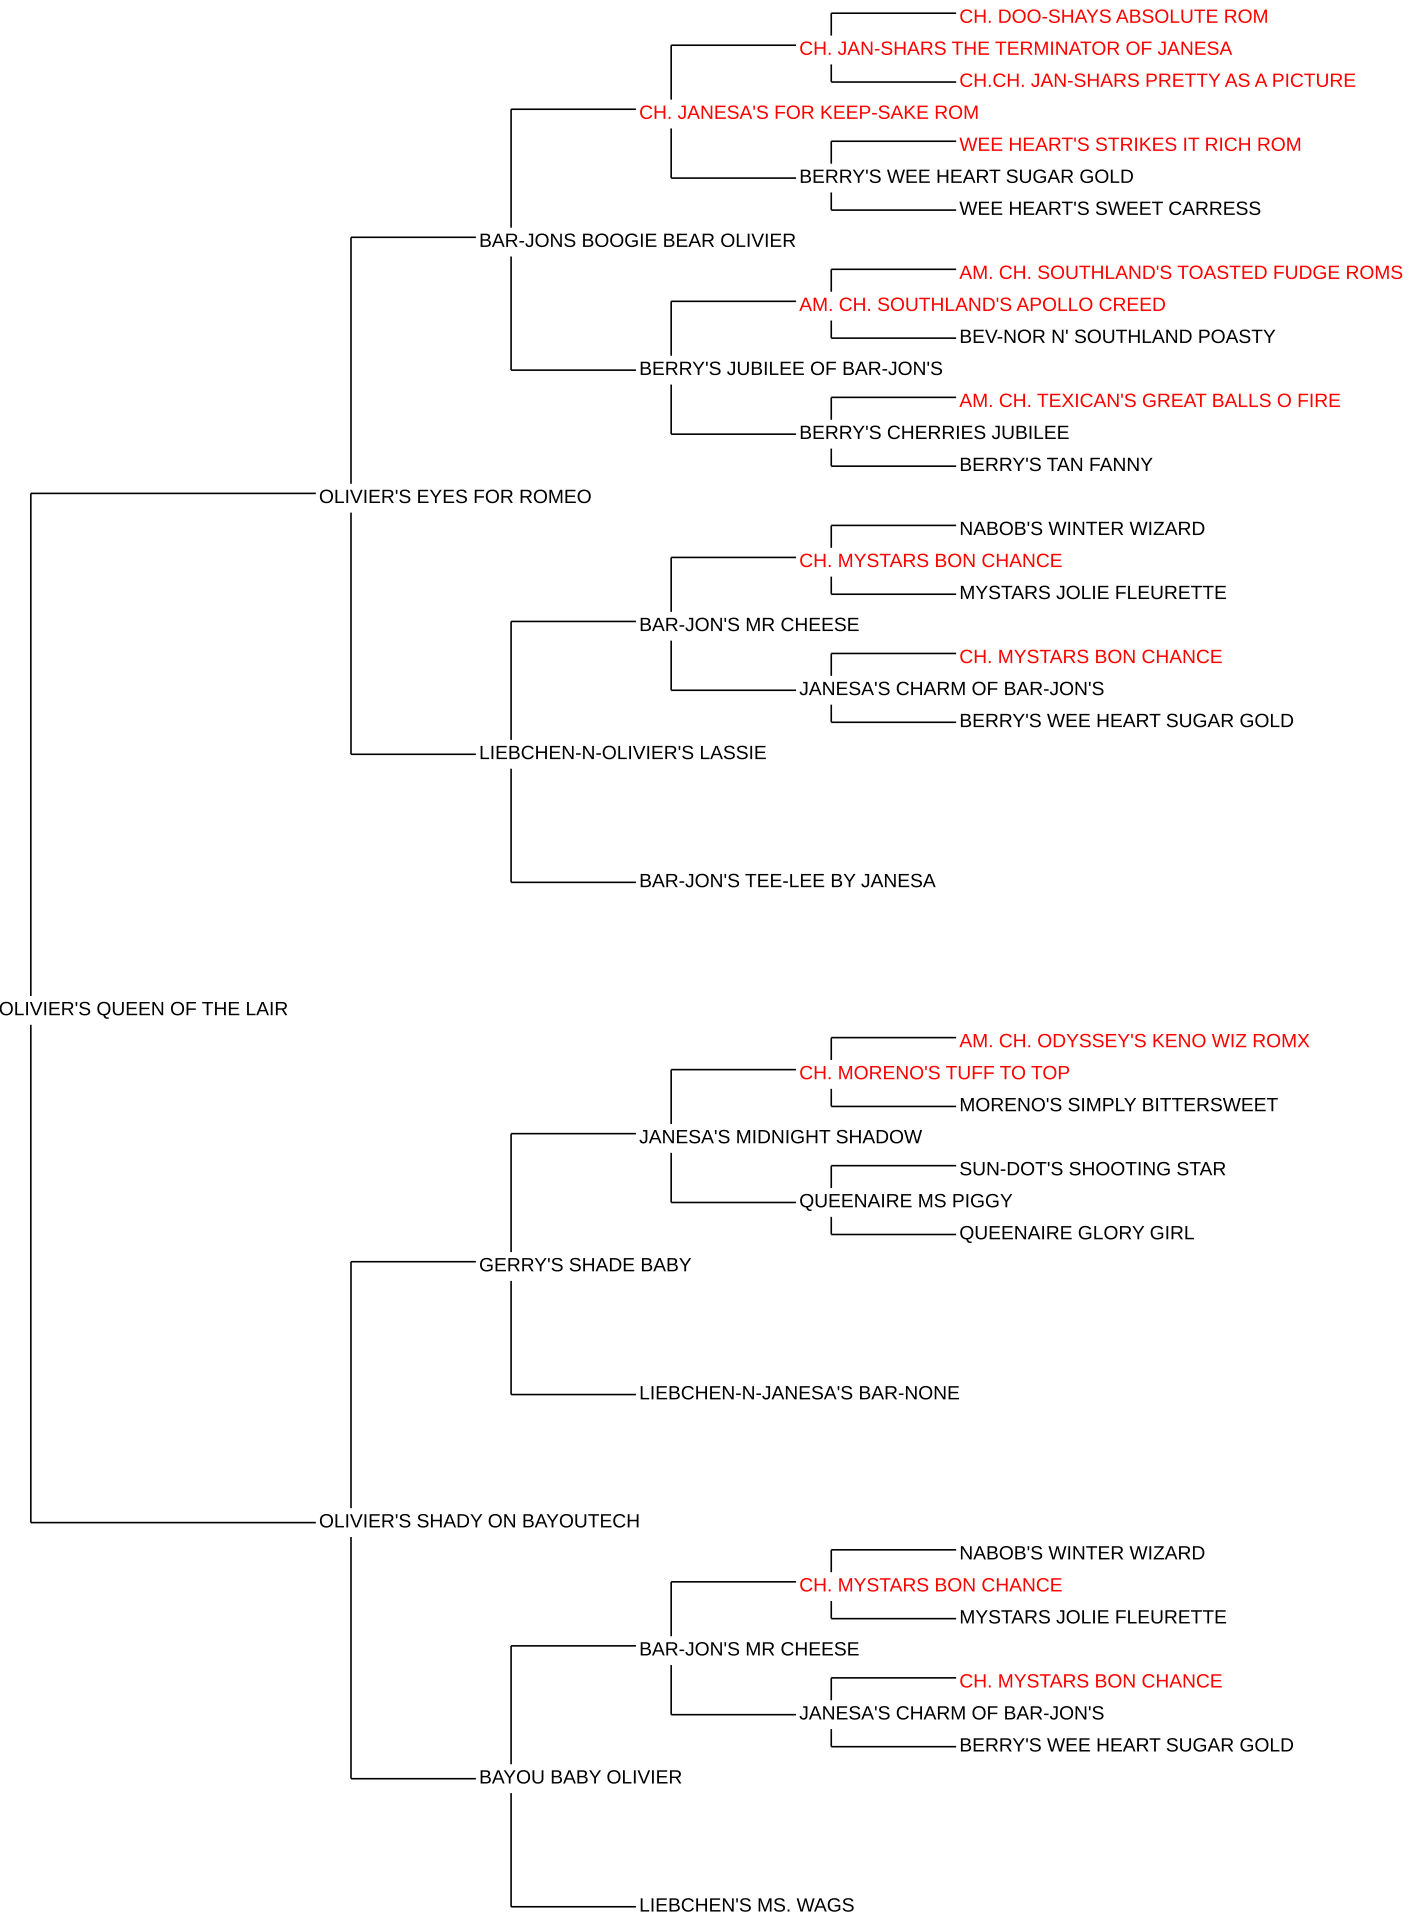 CH. DOO-SHAYS ABSOLUTE ROM
CH. JAN-SHARS THE TERMINATOR OF JANESA
CH.CH. JAN-SHARS PRETTY AS A PICTURE
CH. JANESA'S FOR KEEP-SAKE ROM
WEE HEART'S STRIKES IT RICH ROM
BERRY'S WEE HEART SUGAR GOLD
WEE HEART'S SWEET CARRESS
BAR-JONS BOOGIE BEAR OLIVIER
AM. CH. SOUTHLAND'S TOASTED FUDGE ROMS
AM. CH. SOUTHLAND'S APOLLO CREED
BEV-NOR N' SOUTHLAND POASTY
BERRY'S JUBILEE OF BAR-JON'S
AM. CH. TEXICAN'S GREAT BALLS O FIRE
BERRY'S CHERRIES JUBILEE
BERRY'S TAN FANNY
OLIVIER'S EYES FOR ROMEO
NABOB'S WINTER WIZARD
CH. MYSTARS BON CHANCE
MYSTARS JOLIE FLEURETTE
BAR-JON'S MR CHEESE
CH. MYSTARS BON CHANCE
JANESA'S CHARM OF BAR-JON'S
BERRY'S WEE HEART SUGAR GOLD
LIEBCHEN-N-OLIVIER'S LASSIE
BAR-JON'S TEE-LEE BY JANESA
OLIVIER'S QUEEN OF THE LAIR
AM. CH. ODYSSEY'S KENO WIZ ROMX
CH. MORENO'S TUFF TO TOP
MORENO'S SIMPLY BITTERSWEET
JANESA'S MIDNIGHT SHADOW
SUN-DOT'S SHOOTING STAR
QUEENAIRE MS PIGGY
QUEENAIRE GLORY GIRL
GERRY'S SHADE BABY
LIEBCHEN-N-JANESA'S BAR-NONE
OLIVIER'S SHADY ON BAYOUTECH
NABOB'S WINTER WIZARD
CH. MYSTARS BON CHANCE
MYSTARS JOLIE FLEURETTE
BAR-JON'S MR CHEESE
CH. MYSTARS BON CHANCE
JANESA'S CHARM OF BAR-JON'S
BERRY'S WEE HEART SUGAR GOLD
BAYOU BABY OLIVIER
LIEBCHEN'S MS. WAGS